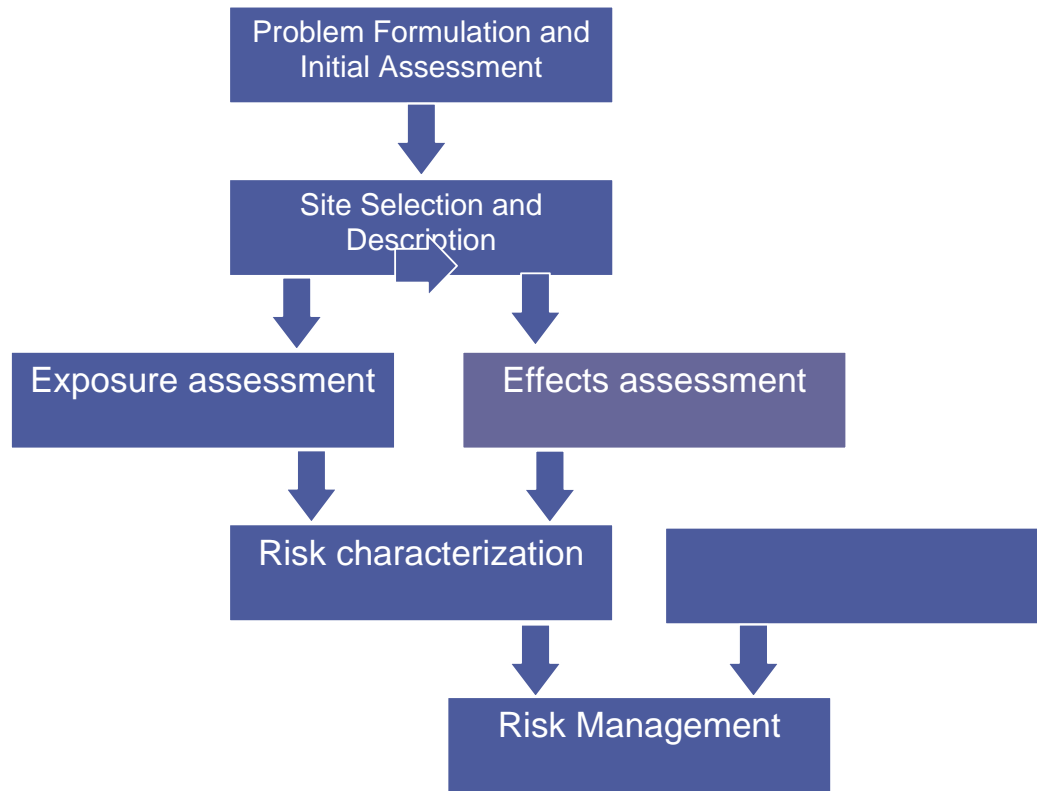 Problem Formulation and
Initial Assessment
Site Selection and
Description
Exposure assessment
Effects assessment
Risk characterization
Risk Management